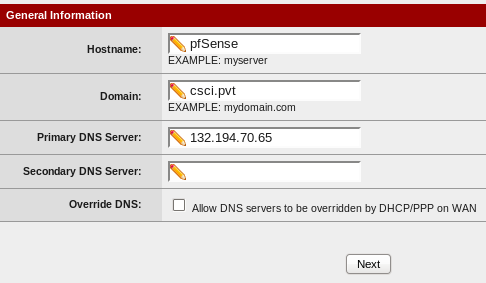 General Information
Hostname: pfSense
EXAMPLE: myserver
Domain: csci.pvt
EXAMPLE: mydomain.com
Primary DNS Server: 132.194.70.65
Secondary DNS Server:
Override DNS: Allow DNS servers to be overridden by DHCP/PPP on WAN
Next